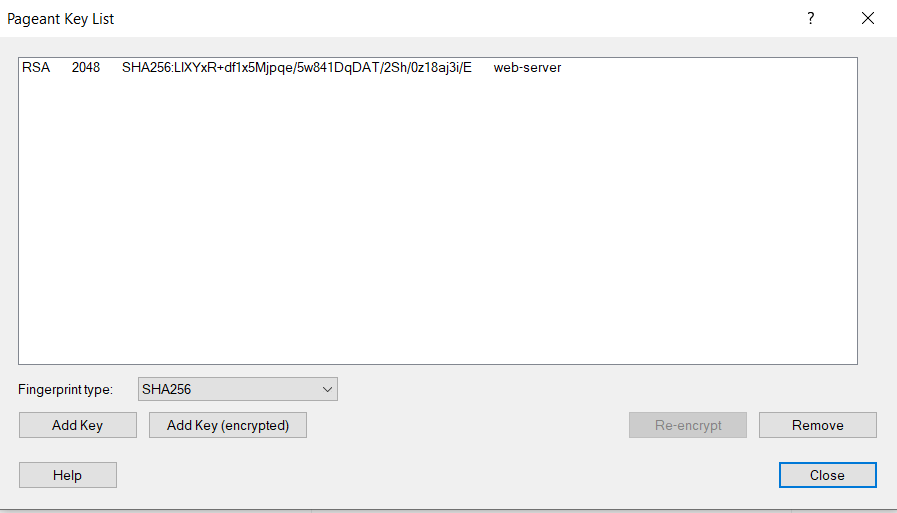 Pageant Key List ?
RSA 2048 SHA256:LlXYxR+df1x5Mjpqe/5w841DqDAT/2Sh/0z18aj3i/E web-server
Fingerprint type: SHA256
Add Key Add Key (encrypted) Re-encrypt Remove
Help Close